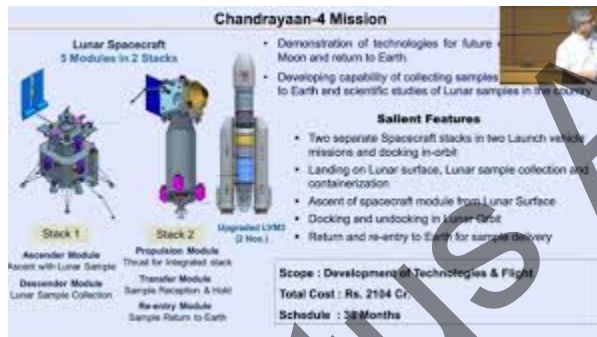 Chandrayaan-4 Mission
Lunar Spacecraft
5 Modules in 2 Stacks
Stack 1
Ascender Module
Ascent with Lunar Sample
Descender Module
Lunar Sample Collection
Stack 2
Propulsion Module
Thrust for Integrated stack
Transfer Module
Sample Reception & Hold
Re-entry Module
Sample Return to Earth
Upgraded LVM3
(2 Nos.)
• Demonstration of technologies for future
Moon and return to Earth
• Developing capability of collecting samples
to Earth and scientific studies of Lunar samples in the country
Salient Features
• Two separate Spacecraft stacks in two Launch vehicle
missions and docking in-orbit
• Landing on Lunar surface, Lunar sample collection and
containerization
• Ascent of spacecraft module from Lunar Surface
• Docking and undocking in Lunar Orbit
• Return and re-entry to Earth for sample delivery
Scope : Development of Technologies & Flight
Total Cost : Rs. 2104 Cr.
Schedule : 36 Months